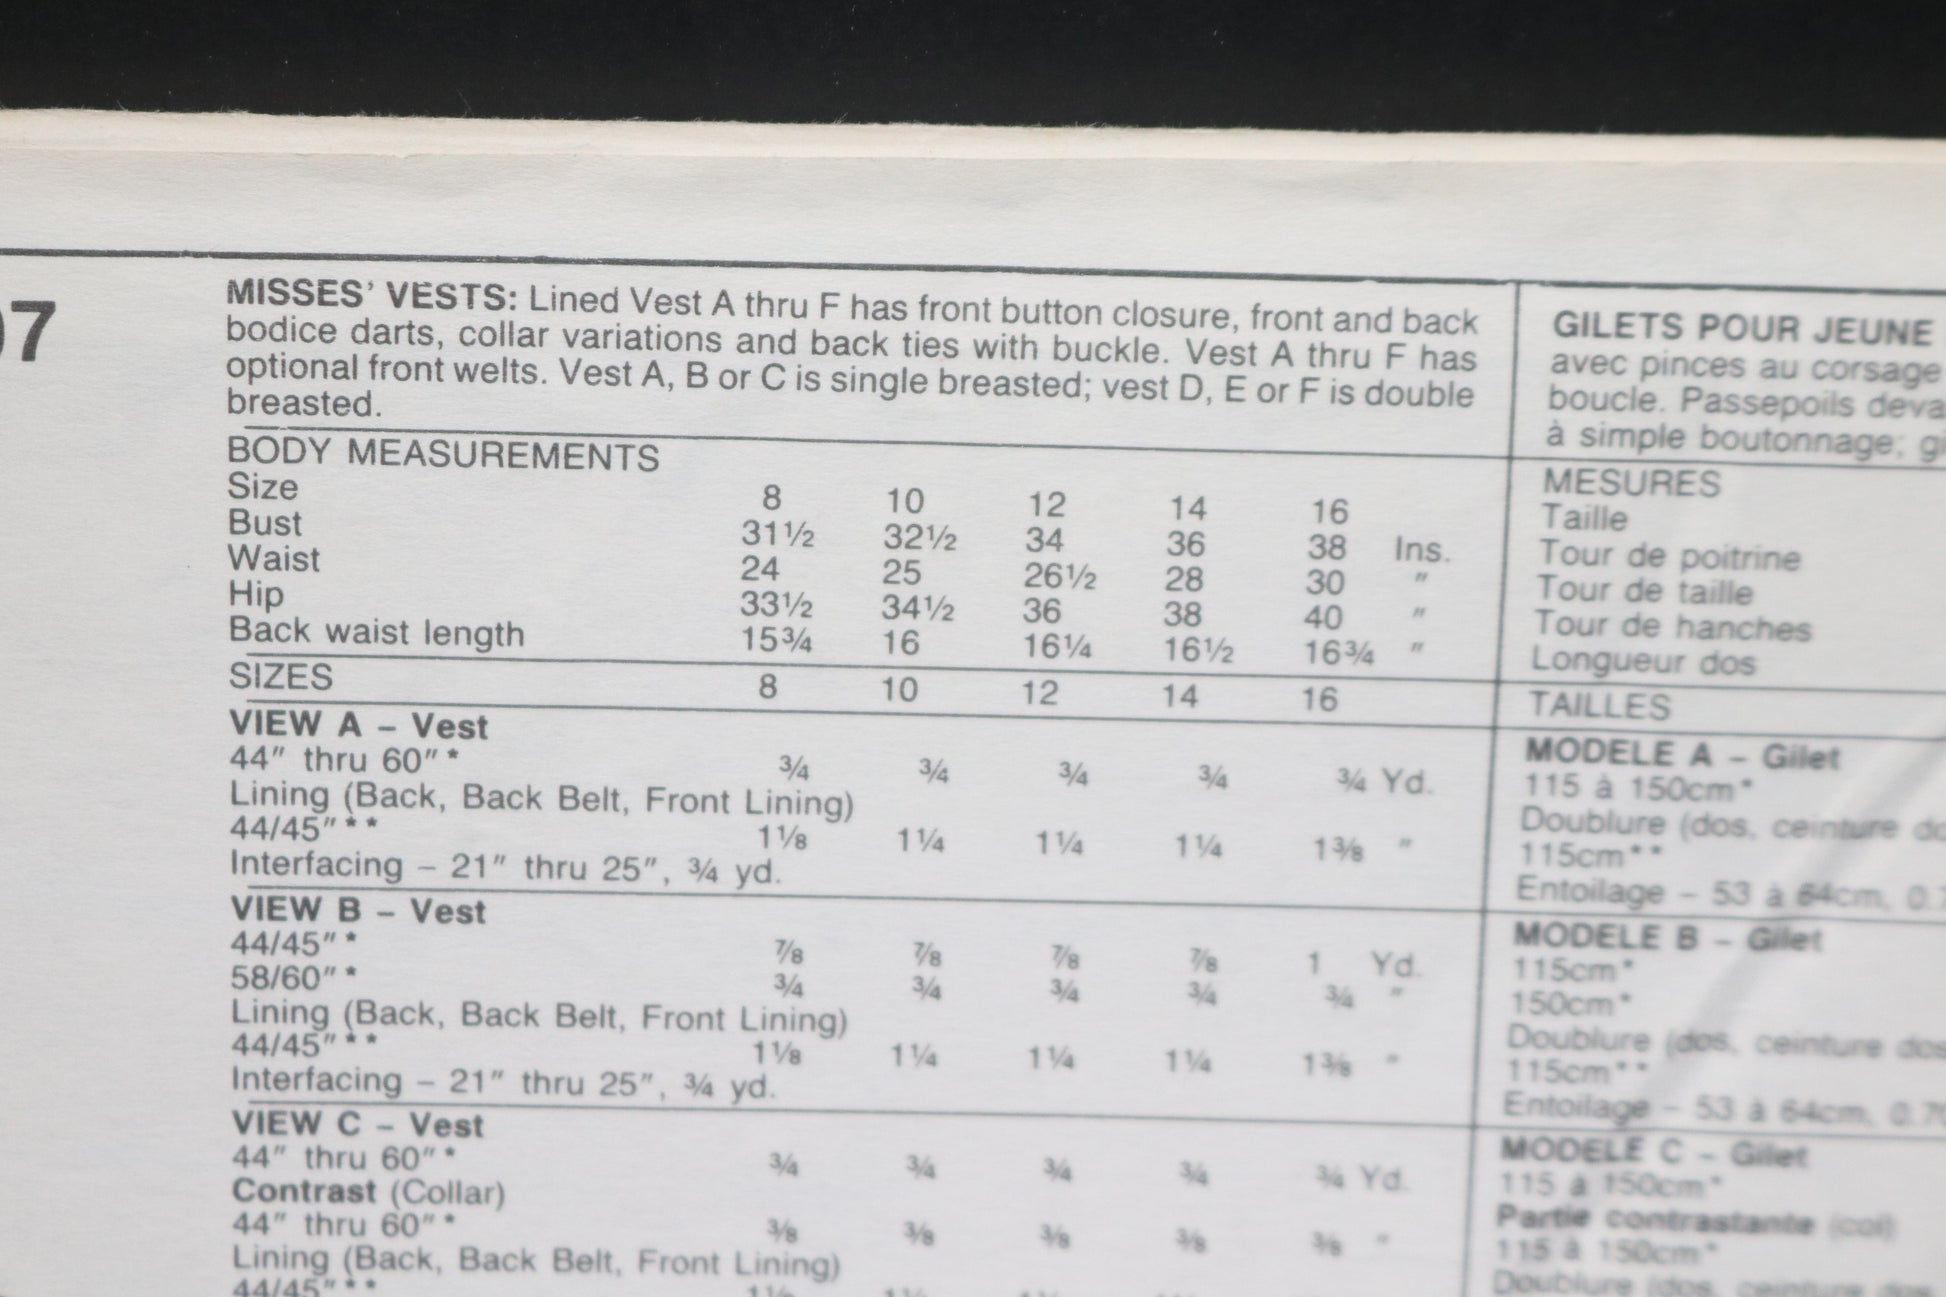 07
MISSES' VESTS: Lined Vest A thru F has front button closure, front and back
bodice darts, collar variations and back ties with buckle. Vest A thru F has
optional front welts. Vest A, B or C is single breasted; vest D, E or F is double
breasted.
BODY MEASUREMENTS
Size 8 10 12 14 16
Bust 31½ 32½ 34 36 38 Ins.
Waist 24 25 26½ 28 30 "
Hip 33½ 34½ 36 38 40 "
Back waist length 15¾ 16 16¼ 16½ 16¾ "
SIZES 8 10 12 14 16
VIEW A – Vest
44" thru 60"* ¾ ¾ ¾ ¾ ¾ Yd.
Lining (Back, Back Belt, Front Lining)
44/45"** 1⅛ 1¼ 1¼ 1¼ 1⅜ "
Interfacing – 21" thru 25", ¾ yd.
VIEW B – Vest
44/45"* ⅞ ⅞ ⅞ ⅞ 1 Yd.
58/60"* ¾ ¾ ¾ ¾ ¾ "
Lining (Back, Back Belt, Front Lining)
44/45"** 1⅛ 1¼ 1¼ 1¼ 1⅜ "
Interfacing – 21" thru 25", ¾ yd.
VIEW C – Vest
44" thru 60"* ¾ ¾ ¾ ¾ ¾ Yd.
Contrast (Collar)
44" thru 60"* ⅜ ⅜ ⅜ ⅜ ⅜ "
Lining (Back, Back Belt, Front Lining)
44/45"**
GILETS POUR JEUNE
avec pinces au corsage
boucle. Passepoils deva
à simple boutonnage; gi
MESURES
Taille
Tour de poitrine
Tour de taille
Tour de hanches
Longueur dos
TAILLES
MODELE A – Gilet
115 à 150cm*
Doublure (dos, ceinture do
115cm**
Entoilage – 53 à 64cm, 0.7
MODELE B – Gilet
115cm*
150cm*
Doublure (dos, ceinture dos
115cm**
Entoilage – 53 à 64cm, 0.70
MODELE C – Gilet
115 à 150cm*
Partie contrastante (col)
115 à 150cm*
Doublure (dos, ceinture dos,